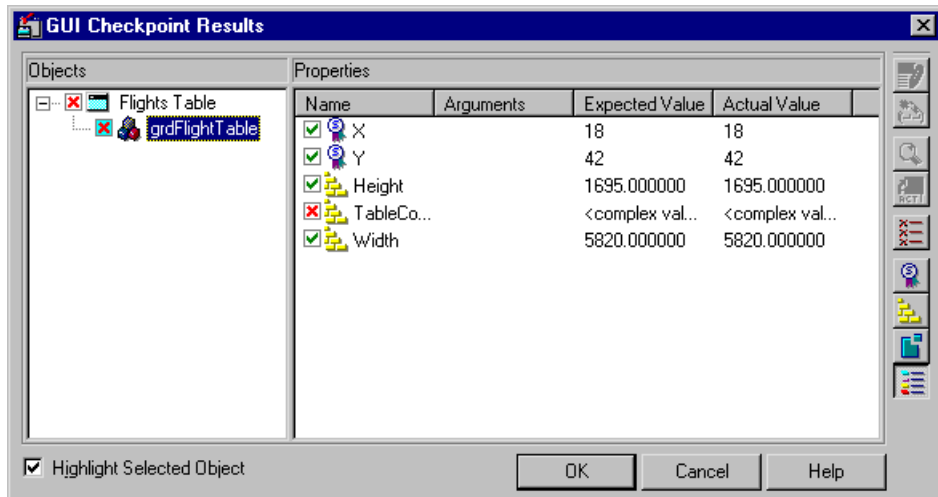 GUI Checkpoint Results
Objects
Properties
Flights Table
grdFlightTable
Name Arguments Expected Value Actual Value
X 18 18
Y 42 42
Height 1695.000000 1695.000000
TableCo... <complex val... <complex val...
Width 5820.000000 5820.000000
Highlight Selected Object
OK Cancel Help